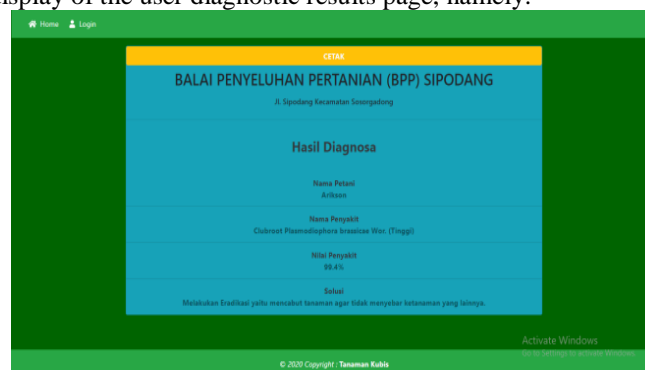 display of the user diagnostic results page, namely:
Home Login
CETAK
BALAI PENYELUHAN PERTANIAN (BPP) SIPODANG
Jl. Sipodang Kecamatan Sosorgadong
Hasil Diagnosa
Nama Petani
Arikson
Nama Penyakit
Clubroot Plasmodiophora brassicae Wor. (Tinggi)
Nilai Penyakit
99.4%
Solusi
Melakukan Eradikasi yaitu mencabut tanaman agar tidak menyebar ketanaman yang lainnya.
Activate Windows
Go to Settings to activate Windows.
© 2020 Copyright : Tanaman Kubis